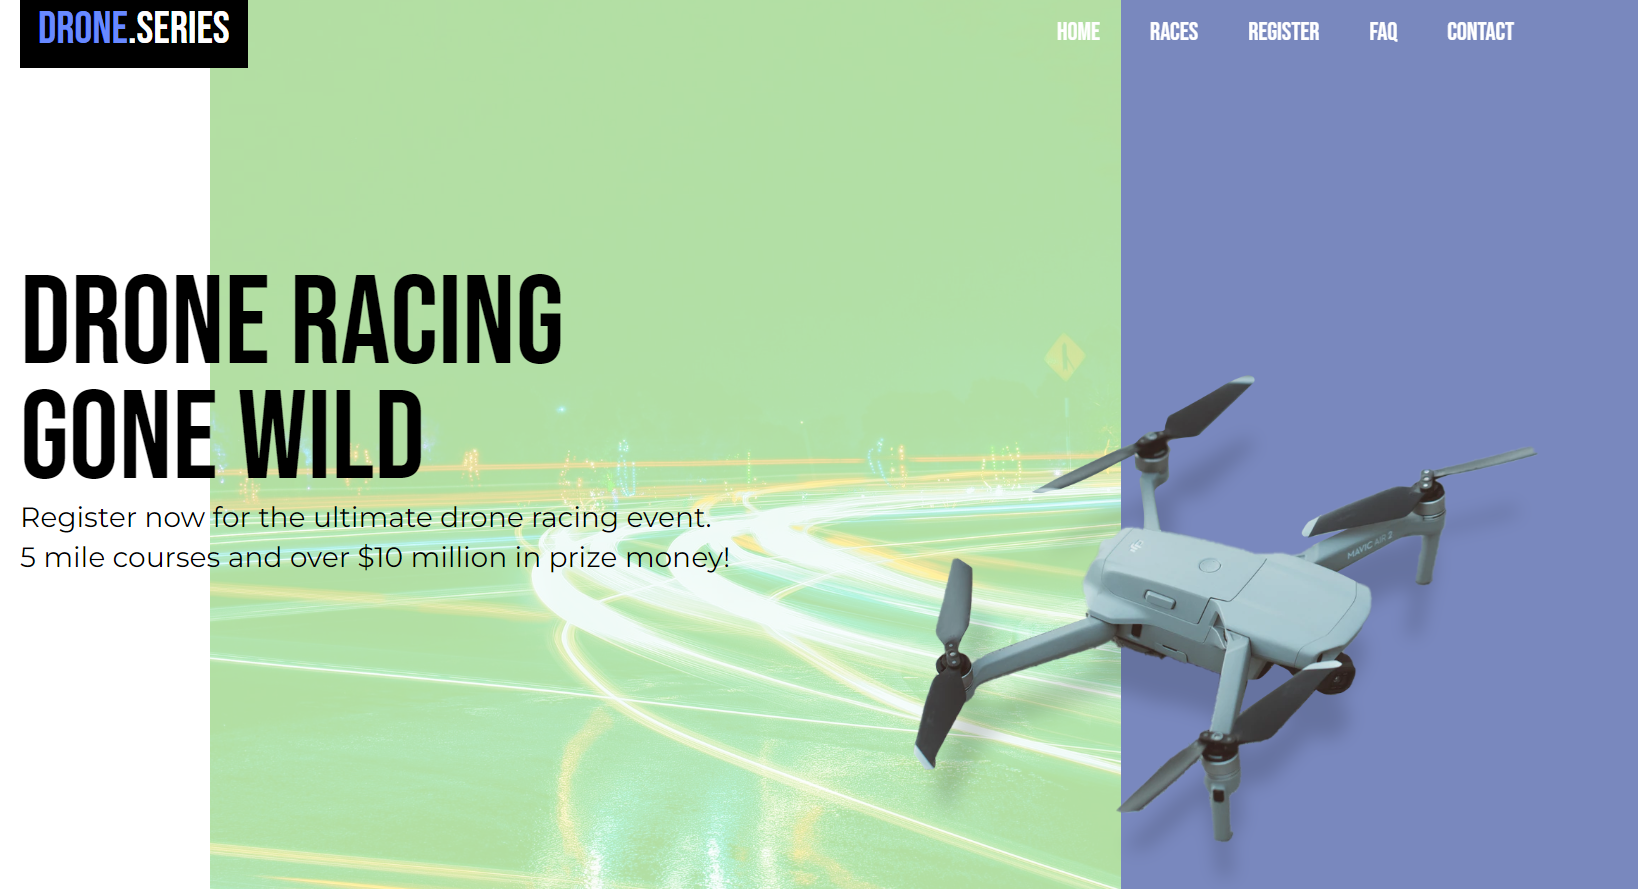 DRONE.SERIES
HOME RACES REGISTER FAQ CONTACT
DRONE RACING
GONE WILD
Register now for the ultimate drone racing event.
5 mile courses and over $10 million in prize money!
MAVIC AIR 2